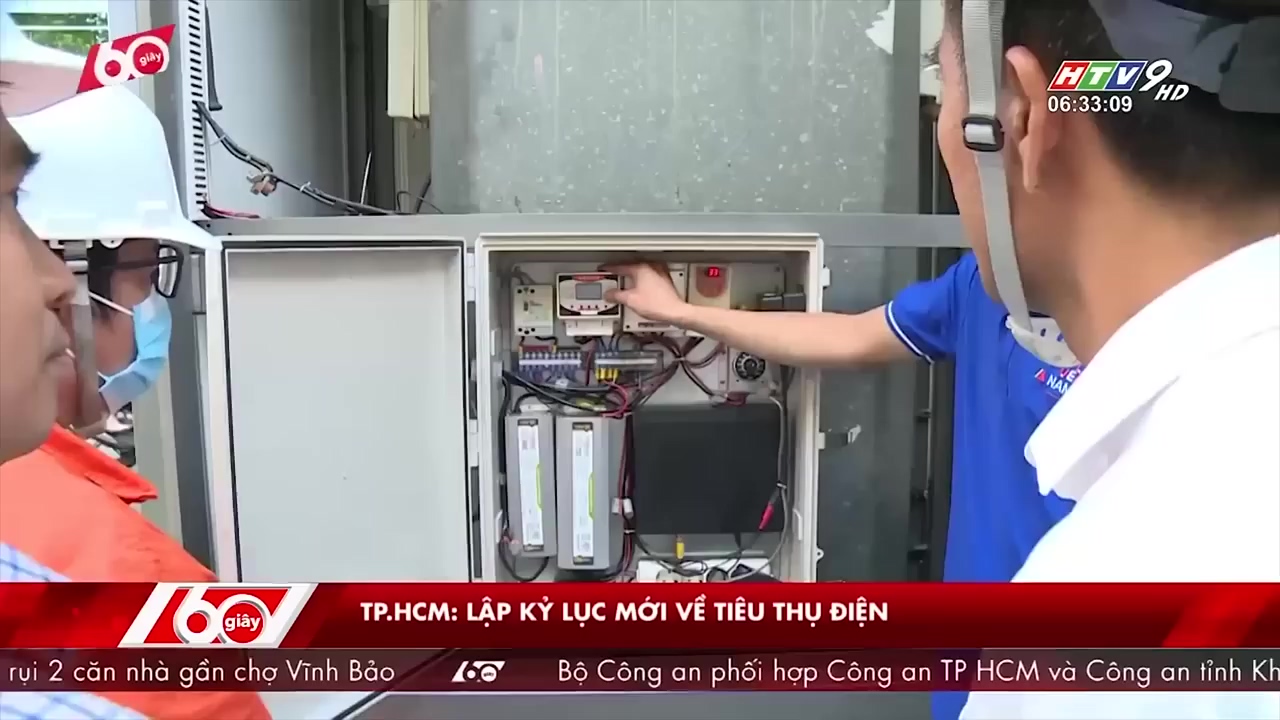 60 giây
HTV9 HD
06:33:09
60 giây
TP.HCM: LẬP KỶ LỤC MỚI VỀ TIÊU THỤ ĐIỆN
rụi 2 căn nhà gần chợ Vĩnh Bảo
60 giây
Bộ Công an phối hợp Công an TP HCM và Công an tỉnh Kh